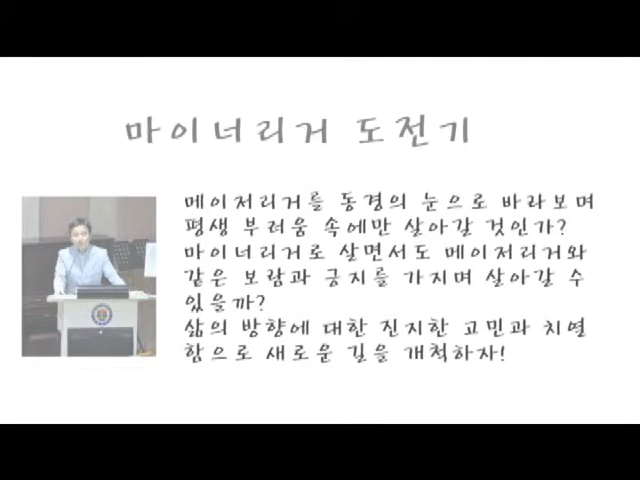 마이너리거 도전기
메이저리거를 동경의 눈으로 바라보며
평생 부러움 속에만 살아갈 것인가?
마이너리거로 살면서도 메이저리거와
같은 보람과 긍지를 가지며 살아갈 수
있을까?
삶의 방향에 대한 진지한 고민과 치열
함으로 새로운 길을 개척하자!